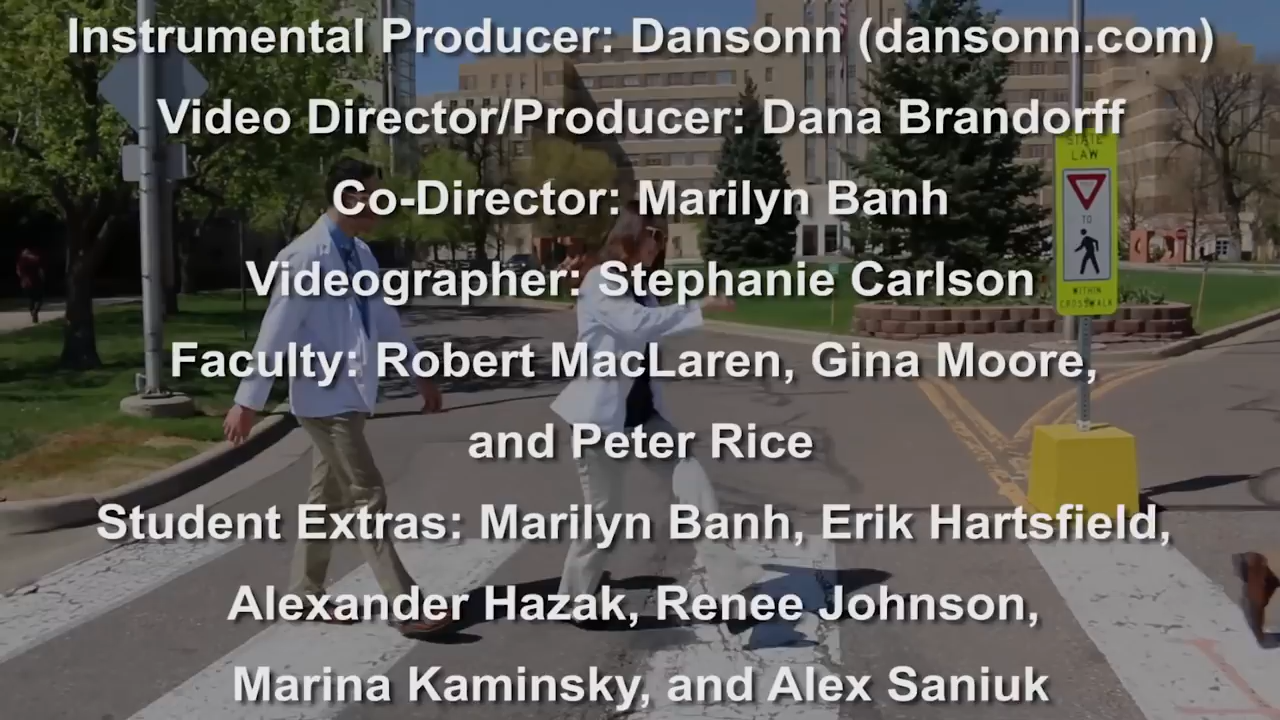 Instrumental Producer: Dansonn (dansonn.com)
Video Director/Producer: Dana Brandorff
Co-Director: Marilyn Banh
Videographer: Stephanie Carlson
Faculty: Robert MacLaren, Gina Moore,
and Peter Rice
Student Extras: Marilyn Banh, Erik Hartsfield,
Alexander Hazak, Renee Johnson,
Marina Kaminsky, and Alex Saniuk
STATE
LAW
TO
WITHIN
CROSSWALK